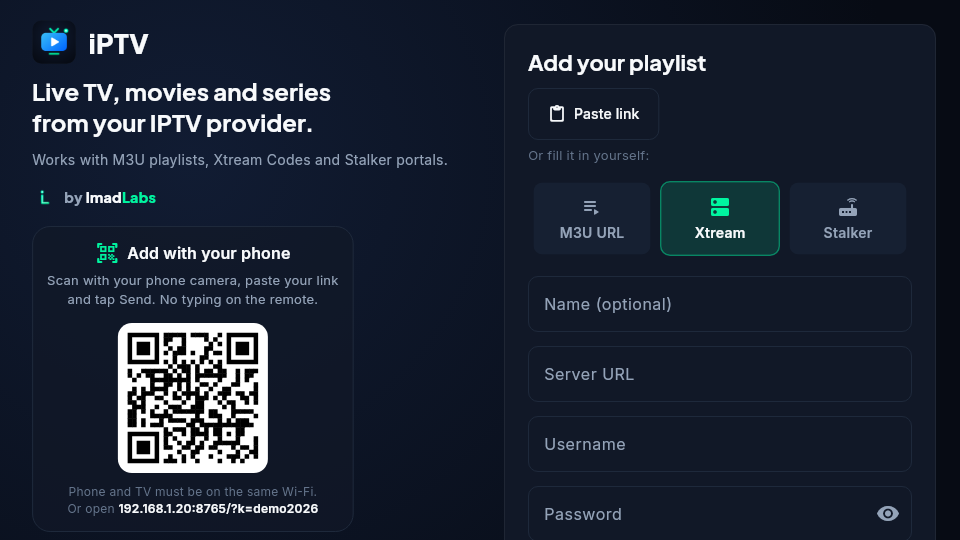 iPTV
Live TV, movies and series
from your IPTV provider.
Works with M3U playlists, Xtream Codes and Stalker portals.
by ImadLabs
Add with your phone
Scan with your phone camera, paste your link
and tap Send. No typing on the remote.
Phone and TV must be on the same Wi-Fi.
Or open 192.168.1.20:8765/?k=demo2026
Add your playlist
Paste link
Or fill it in yourself:
M3U URL
Xtream
Stalker
Name (optional)
Server URL
Username
Password